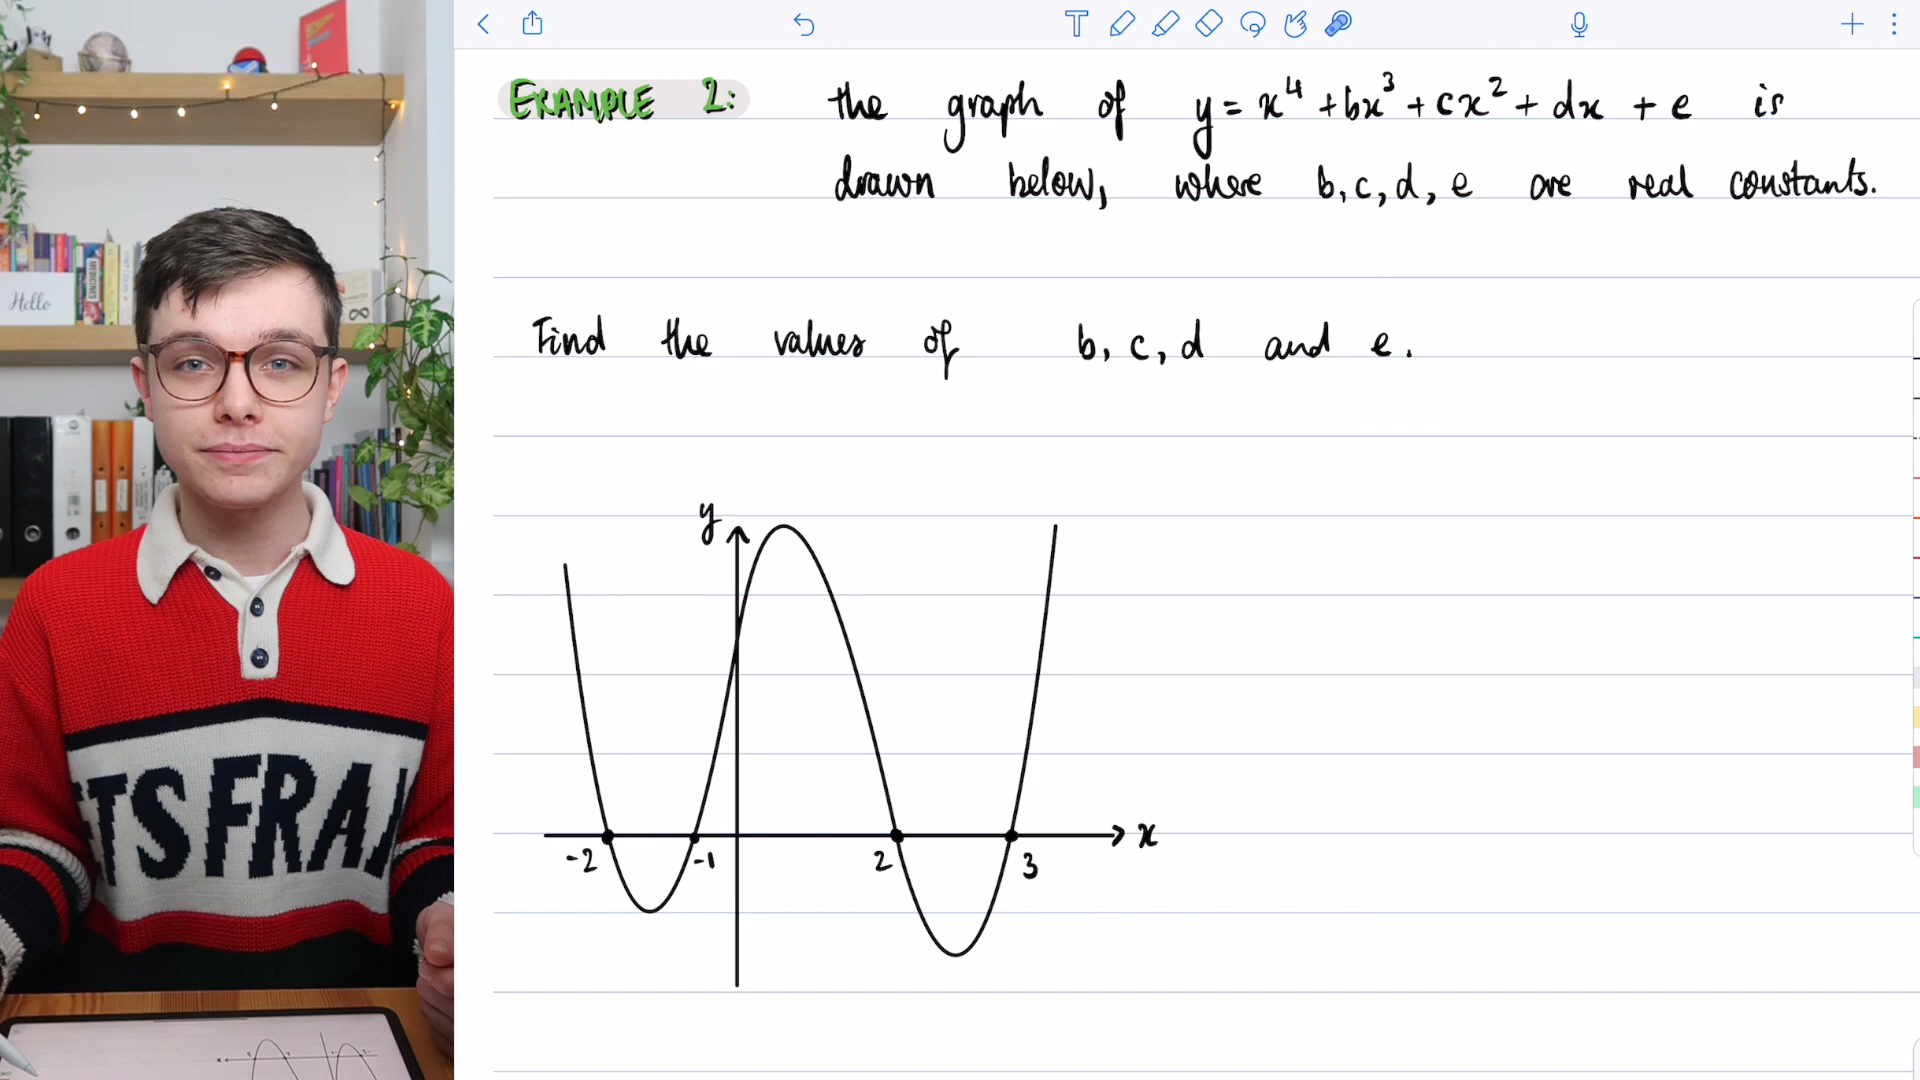 EXAMPLE 2: the graph of y = x⁴ + bx³ + cx² + dx + e is
drawn below, where b, c, d, e are real constants.
Find the values of b, c, d and e.
y
x
-2 -1 2 3
Hello
MEDICINES